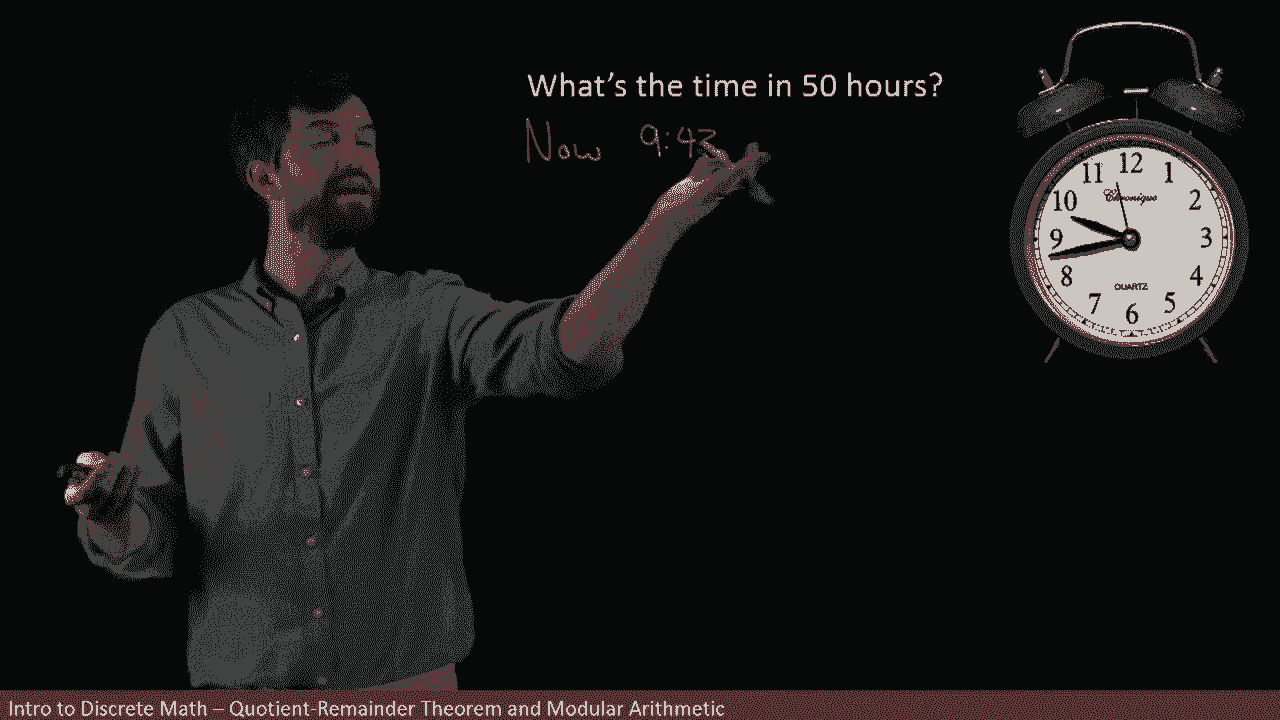 What's the time in 50 hours?
Now 9:43
12
11
1
10
Chronique
2
9
3
8
4
QUARTZ
7
5
6
Intro to Discrete Math – Quotient-Remainder Theorem and Modular Arithmetic